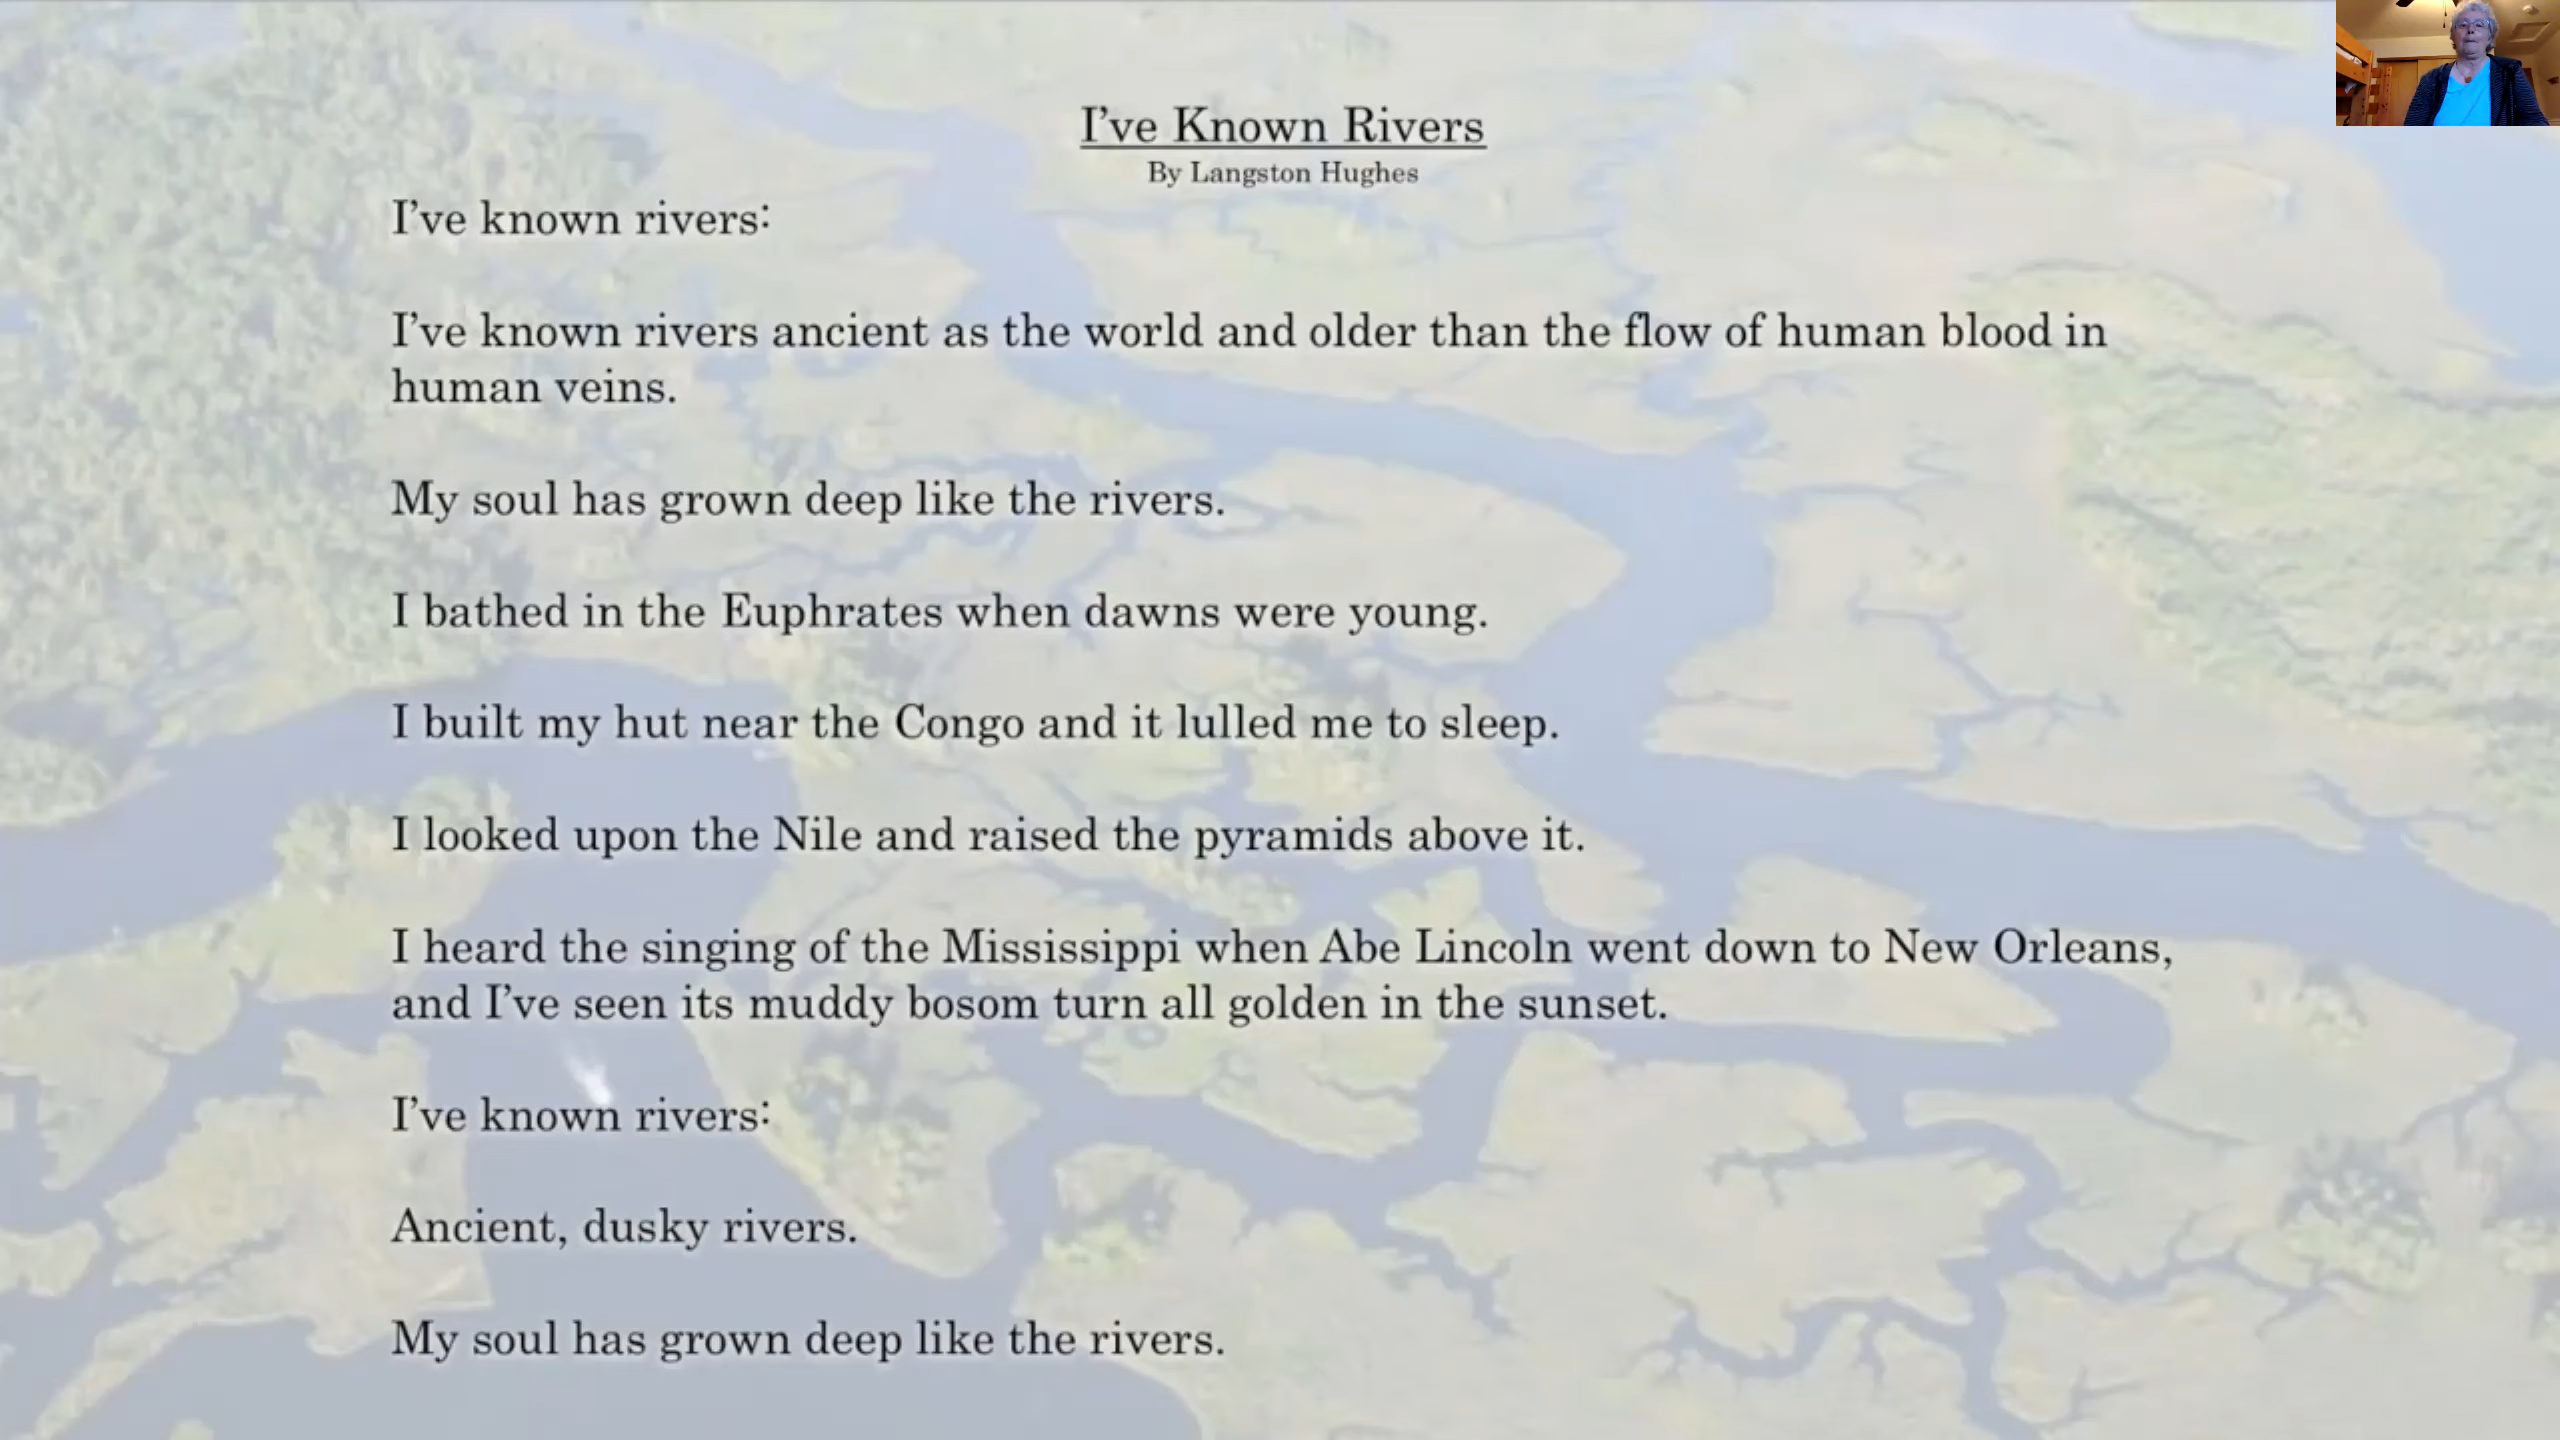 I've Known Rivers
By Langston Hughes
I've known rivers:
I've known rivers ancient as the world and older than the flow of human blood in
human veins.
My soul has grown deep like the rivers.
I bathed in the Euphrates when dawns were young.
I built my hut near the Congo and it lulled me to sleep.
I looked upon the Nile and raised the pyramids above it.
I heard the singing of the Mississippi when Abe Lincoln went down to New Orleans,
and I've seen its muddy bosom turn all golden in the sunset.
I've known rivers:
Ancient, dusky rivers.
My soul has grown deep like the rivers.